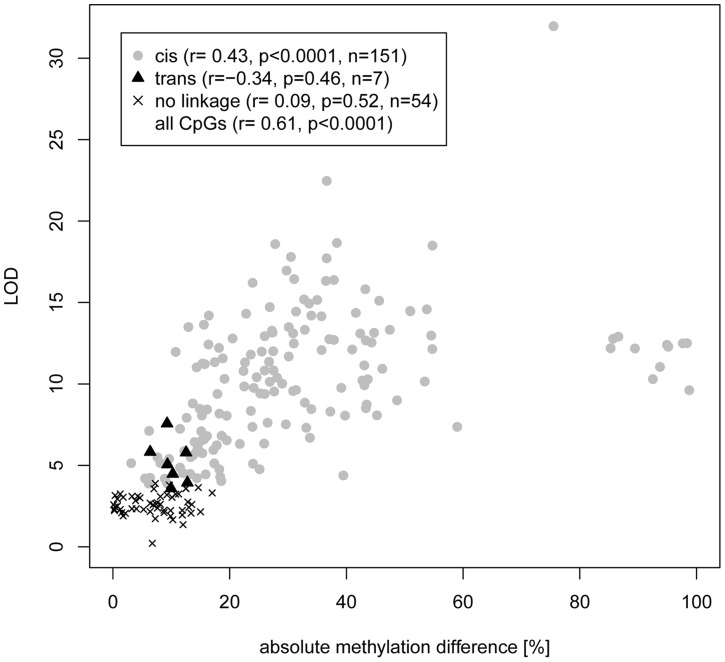 cis (r= 0.43, p<0.0001, n=151)
trans (r=−0.34, p=0.46, n=7)
no linkage (r= 0.09, p=0.52, n=54)
all CpGs (r= 0.61, p<0.0001)
LOD
30
25
20
15
10
5
0
0 20 40 60 80 100
absolute methylation difference [%]